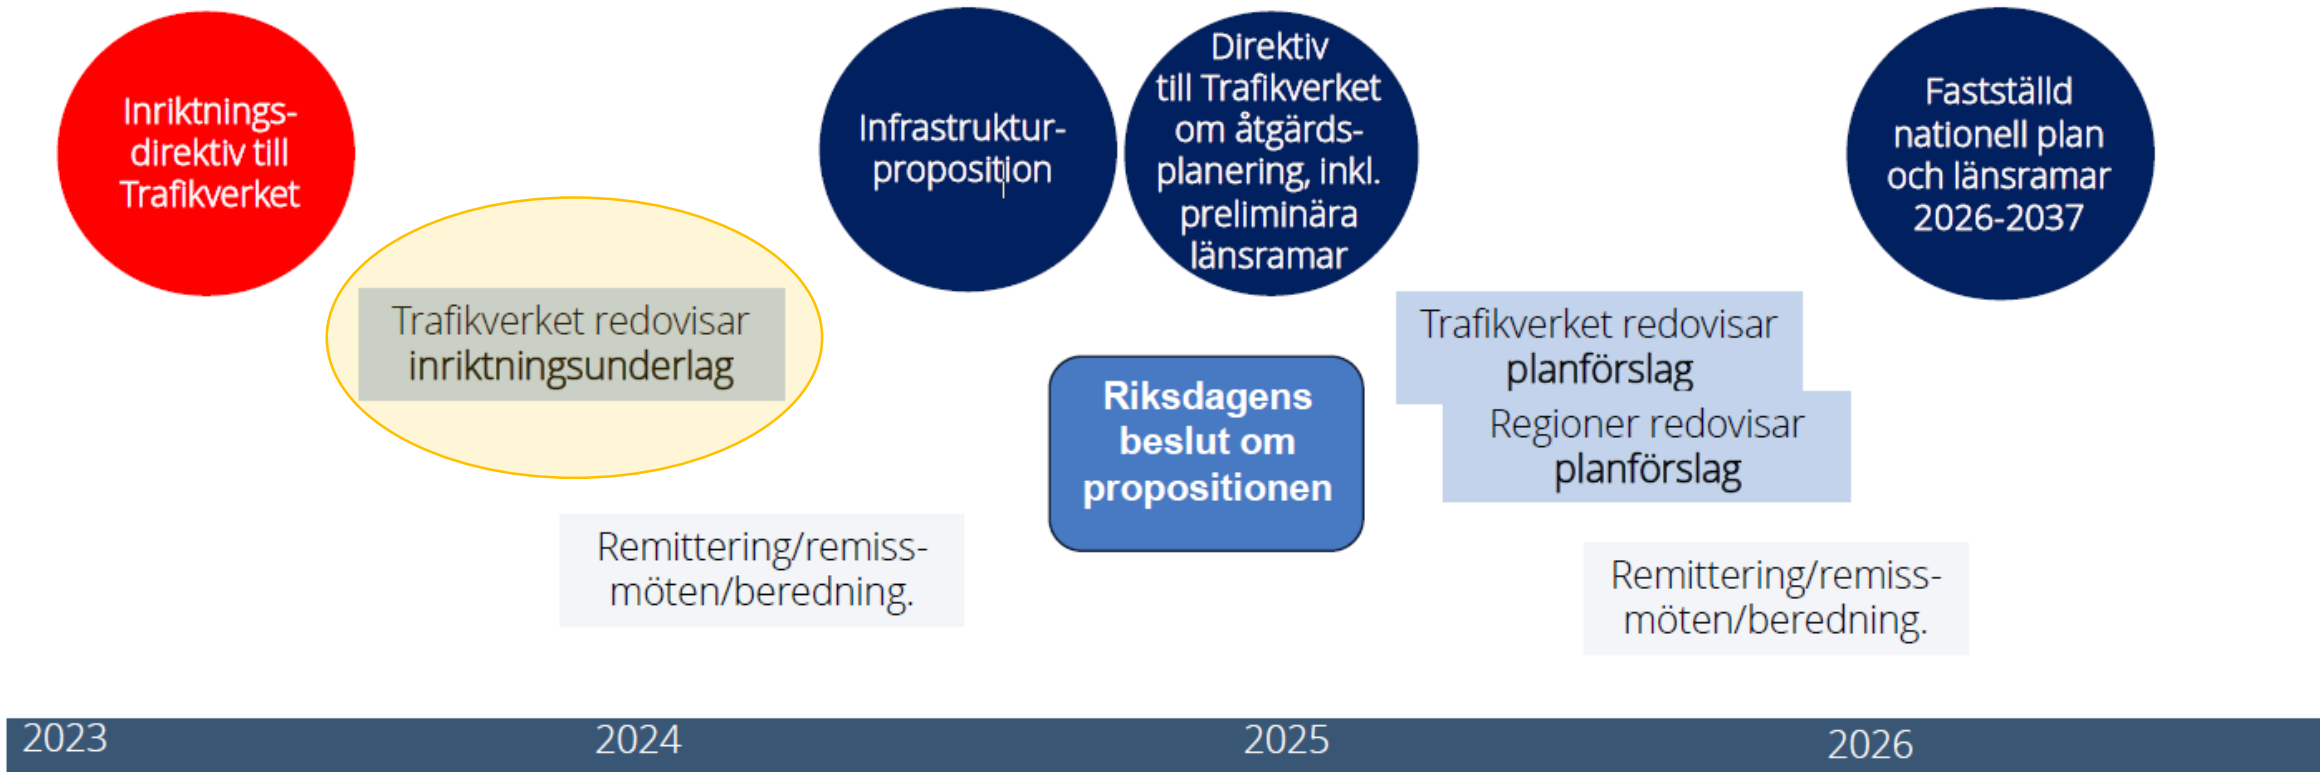 Inriktnings-
direktiv till
Trafikverket
Trafikverket redovisar
inriktningsunderlag
Remittering/remiss-
möten/beredning.
Infrastruktur-
proposition
Direktiv
till Trafikverket
om åtgärds-
planering, inkl.
preliminära
länsramar
Riksdagens
beslut om
propositionen
Trafikverket redovisar
planförslag
Regioner redovisar
planförslag
Remittering/remiss-
möten/beredning.
Fastställd
nationell plan
och länsramar
2026-2037
2023
2024
2025
2026